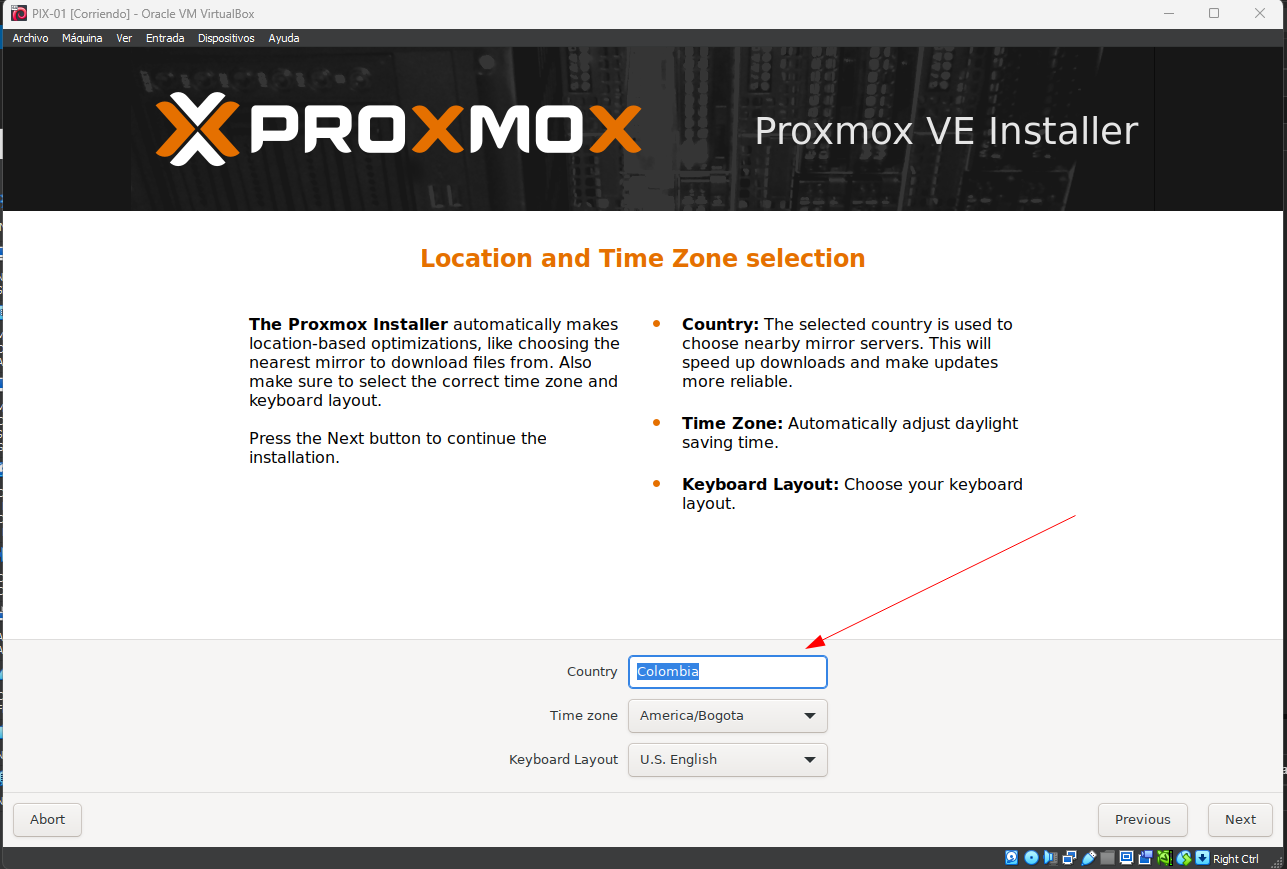 PIX-01 [Corriendo] - Oracle VM VirtualBox
Archivo Máquina Ver Entrada Dispositivos Ayuda
PROXMOX
Proxmox VE Installer
Location and Time Zone selection
The Proxmox Installer automatically makes
location-based optimizations, like choosing the
nearest mirror to download files from. Also
make sure to select the correct time zone and
keyboard layout.
Press the Next button to continue the
installation.
Country: The selected country is used to
choose nearby mirror servers. This will
speed up downloads and make updates
more reliable.
Time Zone: Automatically adjust daylight
saving time.
Keyboard Layout: Choose your keyboard
layout.
Country Colombia
Time zone America/Bogota
Keyboard Layout U.S. English
Abort Previous Next
Right Ctrl